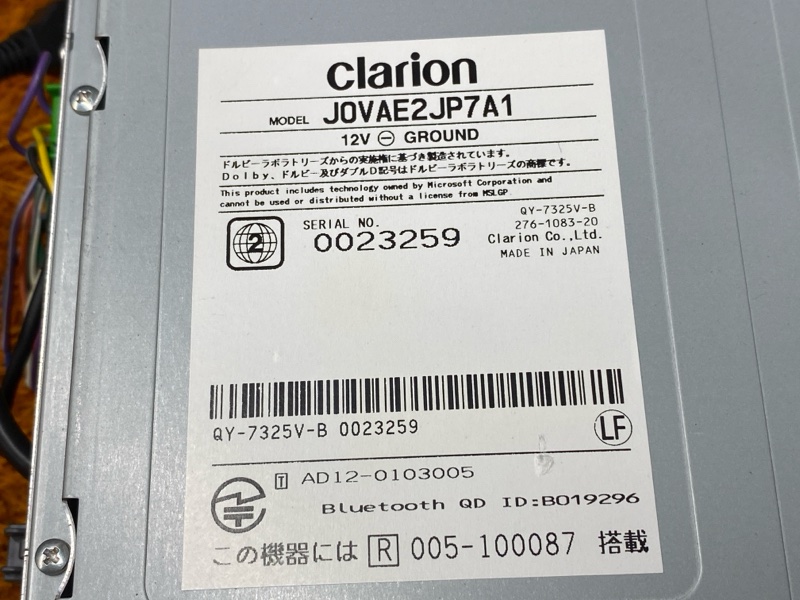 clarion
MODEL J0VAE2JP7A1
12V ⊖ GROUND
ドルビーラボラトリーズからの実施権に基づき製造されています。
Dolby、ドルビー及びダブルD記号はドルビーラボラトリーズの商標です。
This product includes technology owned by Microsoft Corporation and
cannot be used or distributed without a license from MSLGP.
2
SERIAL NO.
0023259
QY-7325V-B
276-1083-20
Clarion Co.,Ltd.
MADE IN JAPAN
QY-7325V-B 0023259
LF
T AD12-0103005
Bluetooth QD ID:B019296
この機器には R 005-100087 搭載